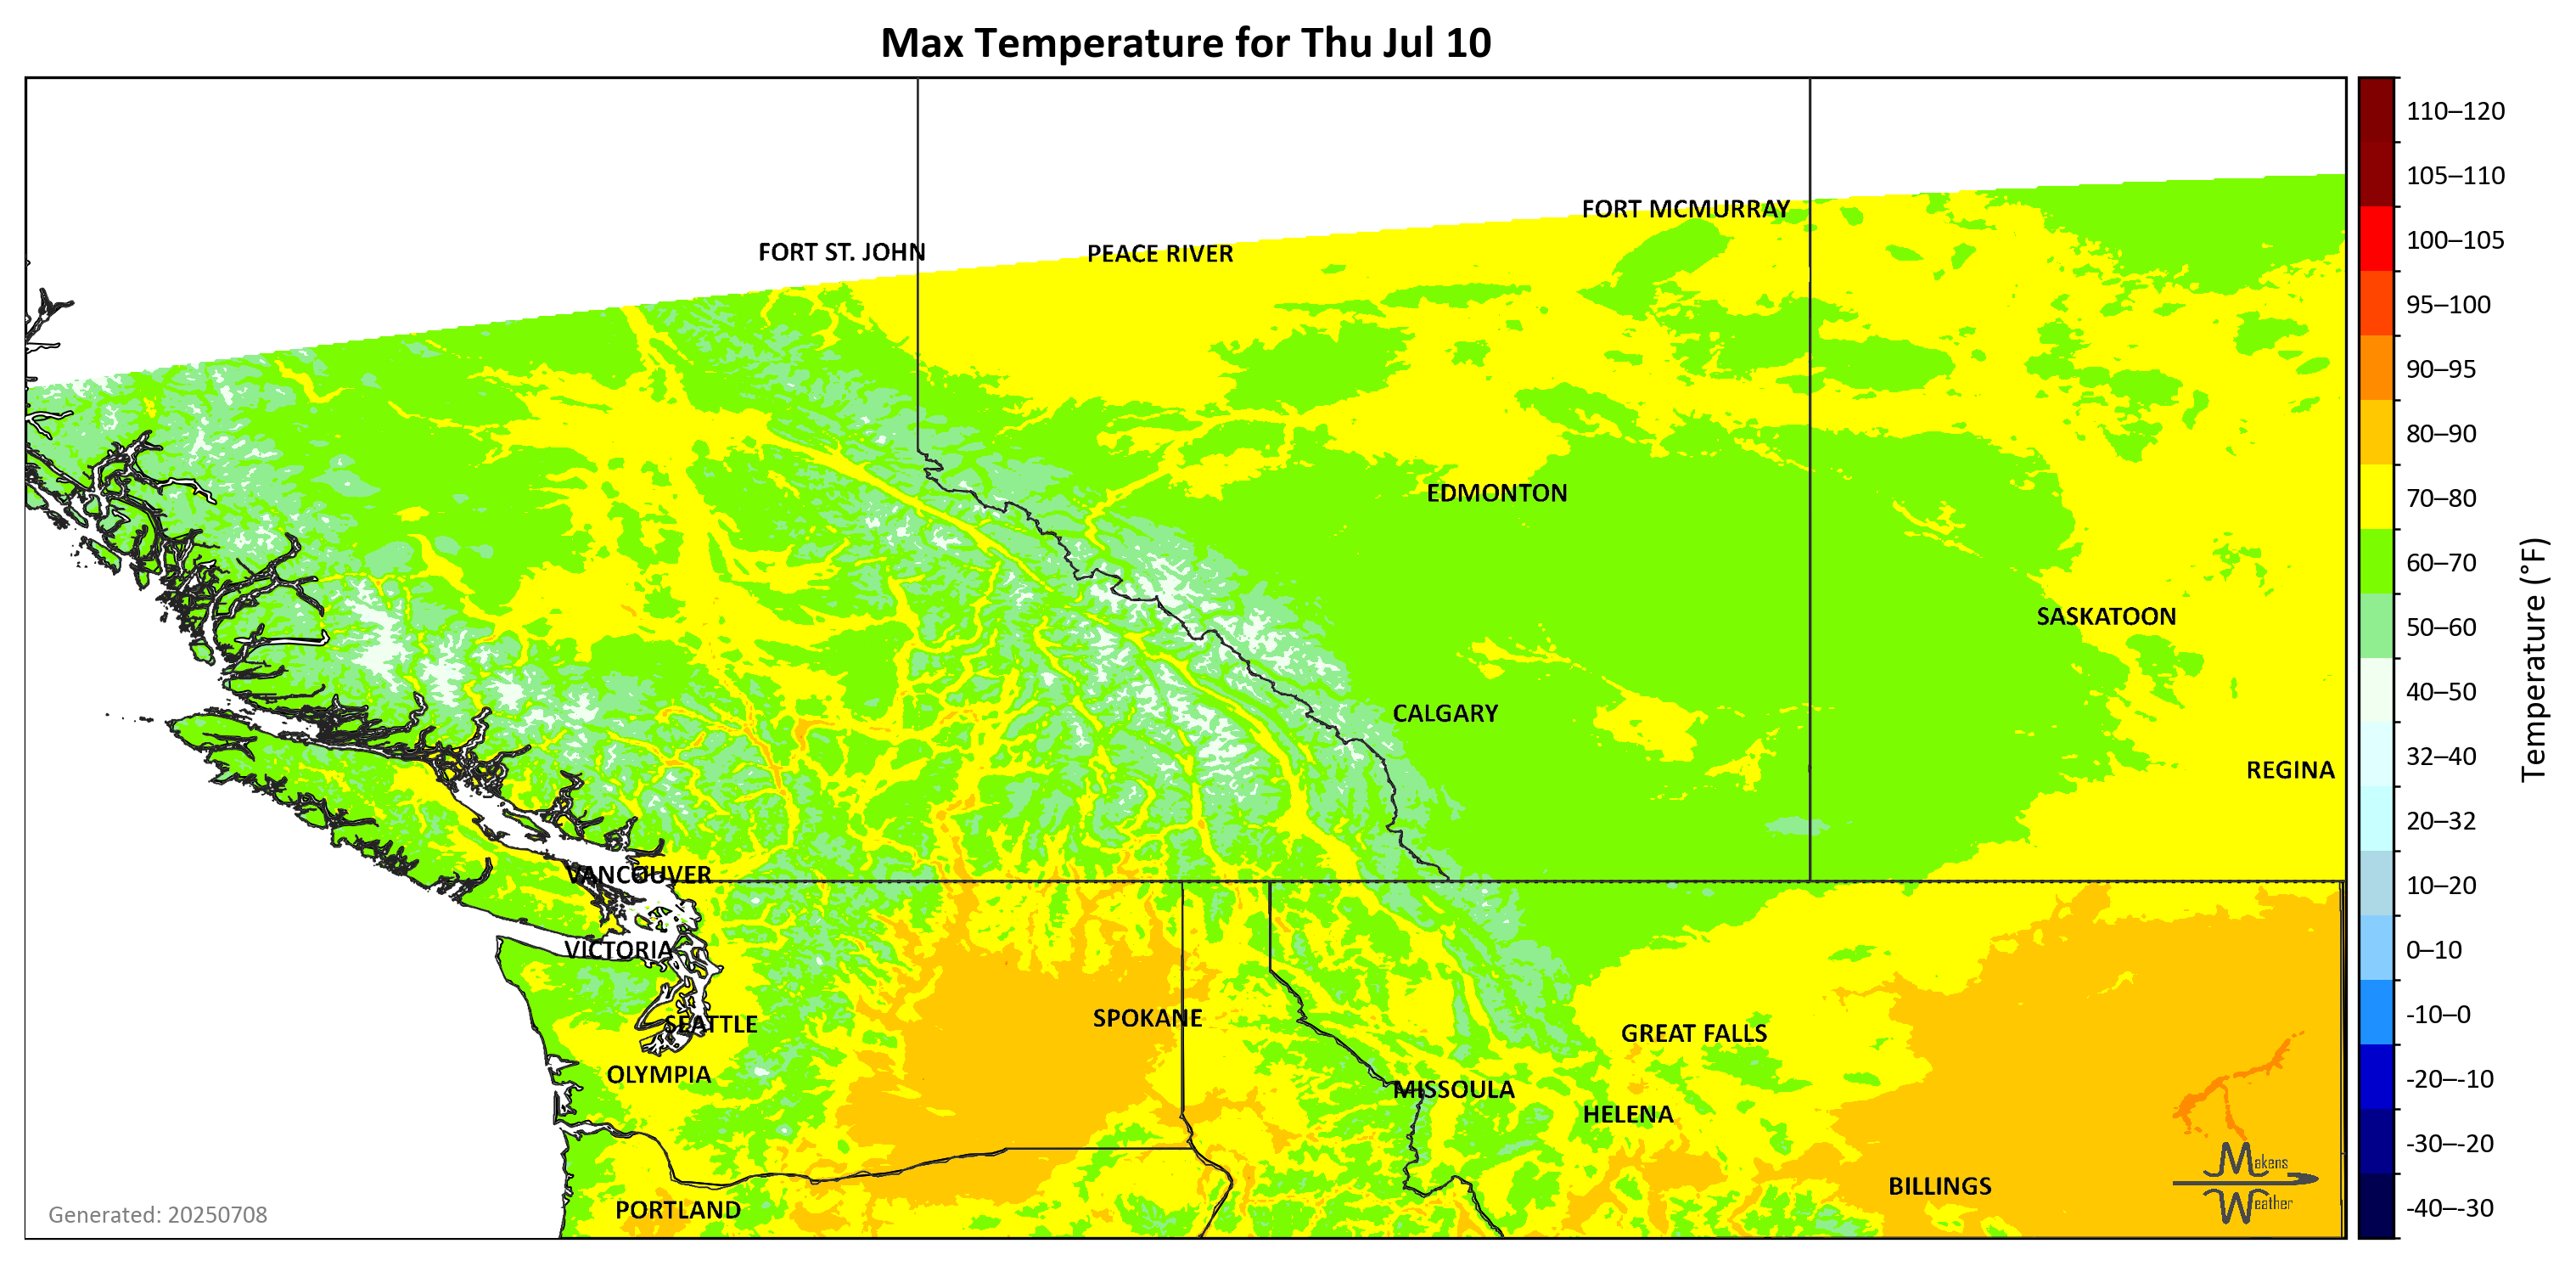 Max Temperature for Thu Jul 10
FORT MCMURRAY
FORT ST. JOHN
PEACE RIVER
EDMONTON
SASKATOON
CALGARY
REGINA
VANCOUVER
VICTORIA
SPOKANE
SEATTLE
GREAT FALLS
OLYMPIA
MISSOULA
HELENA
BILLINGS
PORTLAND
Generated: 20250708
Makens
Weather
110–120
105–110
100–105
95–100
90–95
80–90
70–80
60–70
50–60
40–50
32–40
20–32
10–20
0–10
-10–0
-20–-10
-30–-20
-40–-30
Temperature (°F)